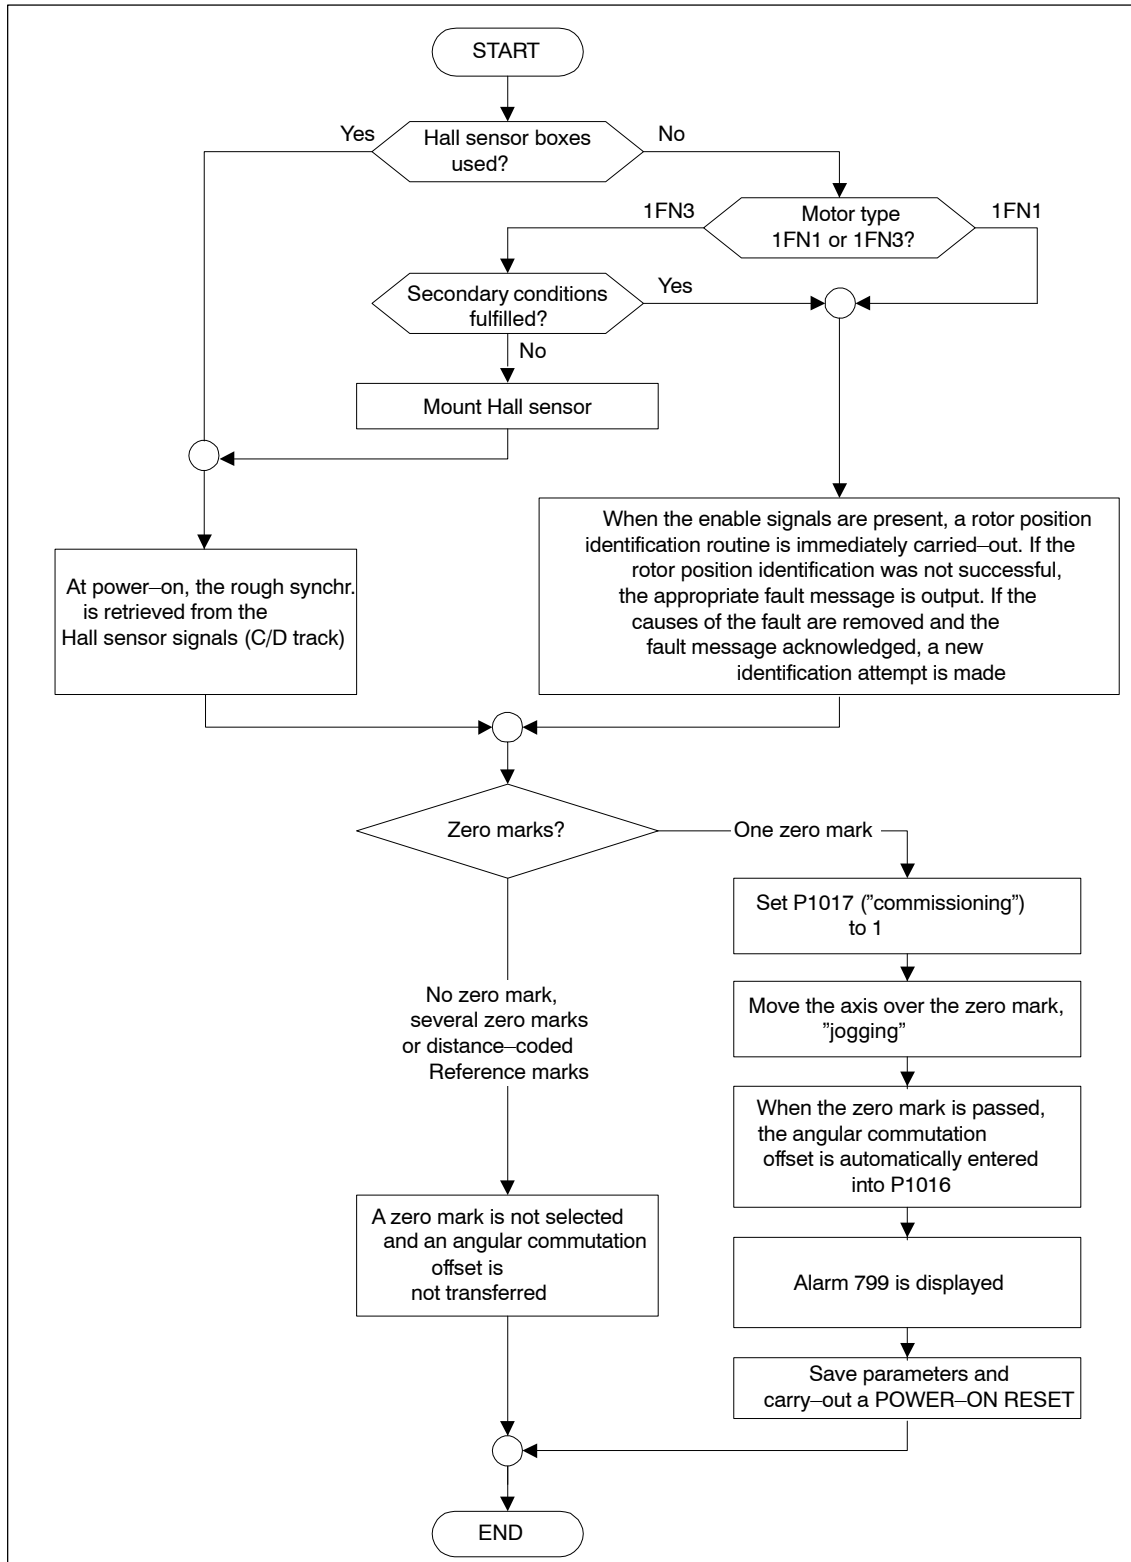 START
Yes
Hall sensor boxes
used?
No
1FN3
Motor type
1FN1 or 1FN3?
1FN1
Secondary conditions
fulfilled?
Yes
No
Mount Hall sensor
At power–on, the rough synchr.
is retrieved from the
Hall sensor signals (C/D track)
When the enable signals are present, a rotor position
identification routine is immediately carried–out. If the
rotor position identification was not successful,
the appropriate fault message is output. If the
causes of the fault are removed and the
fault message acknowledged, a new
identification attempt is made
Zero marks?
One zero mark
Set P1017 (”commissioning”)
to 1
Move the axis over the zero mark,
”jogging”
No zero mark,
several zero marks
or distance–coded
Reference marks
When the zero mark is passed,
the angular commutation
offset is automatically entered
into P1016
A zero mark is not selected
and an angular commutation
offset is
not transferred
Alarm 799 is displayed
Save parameters and
carry–out a POWER–ON RESET
END